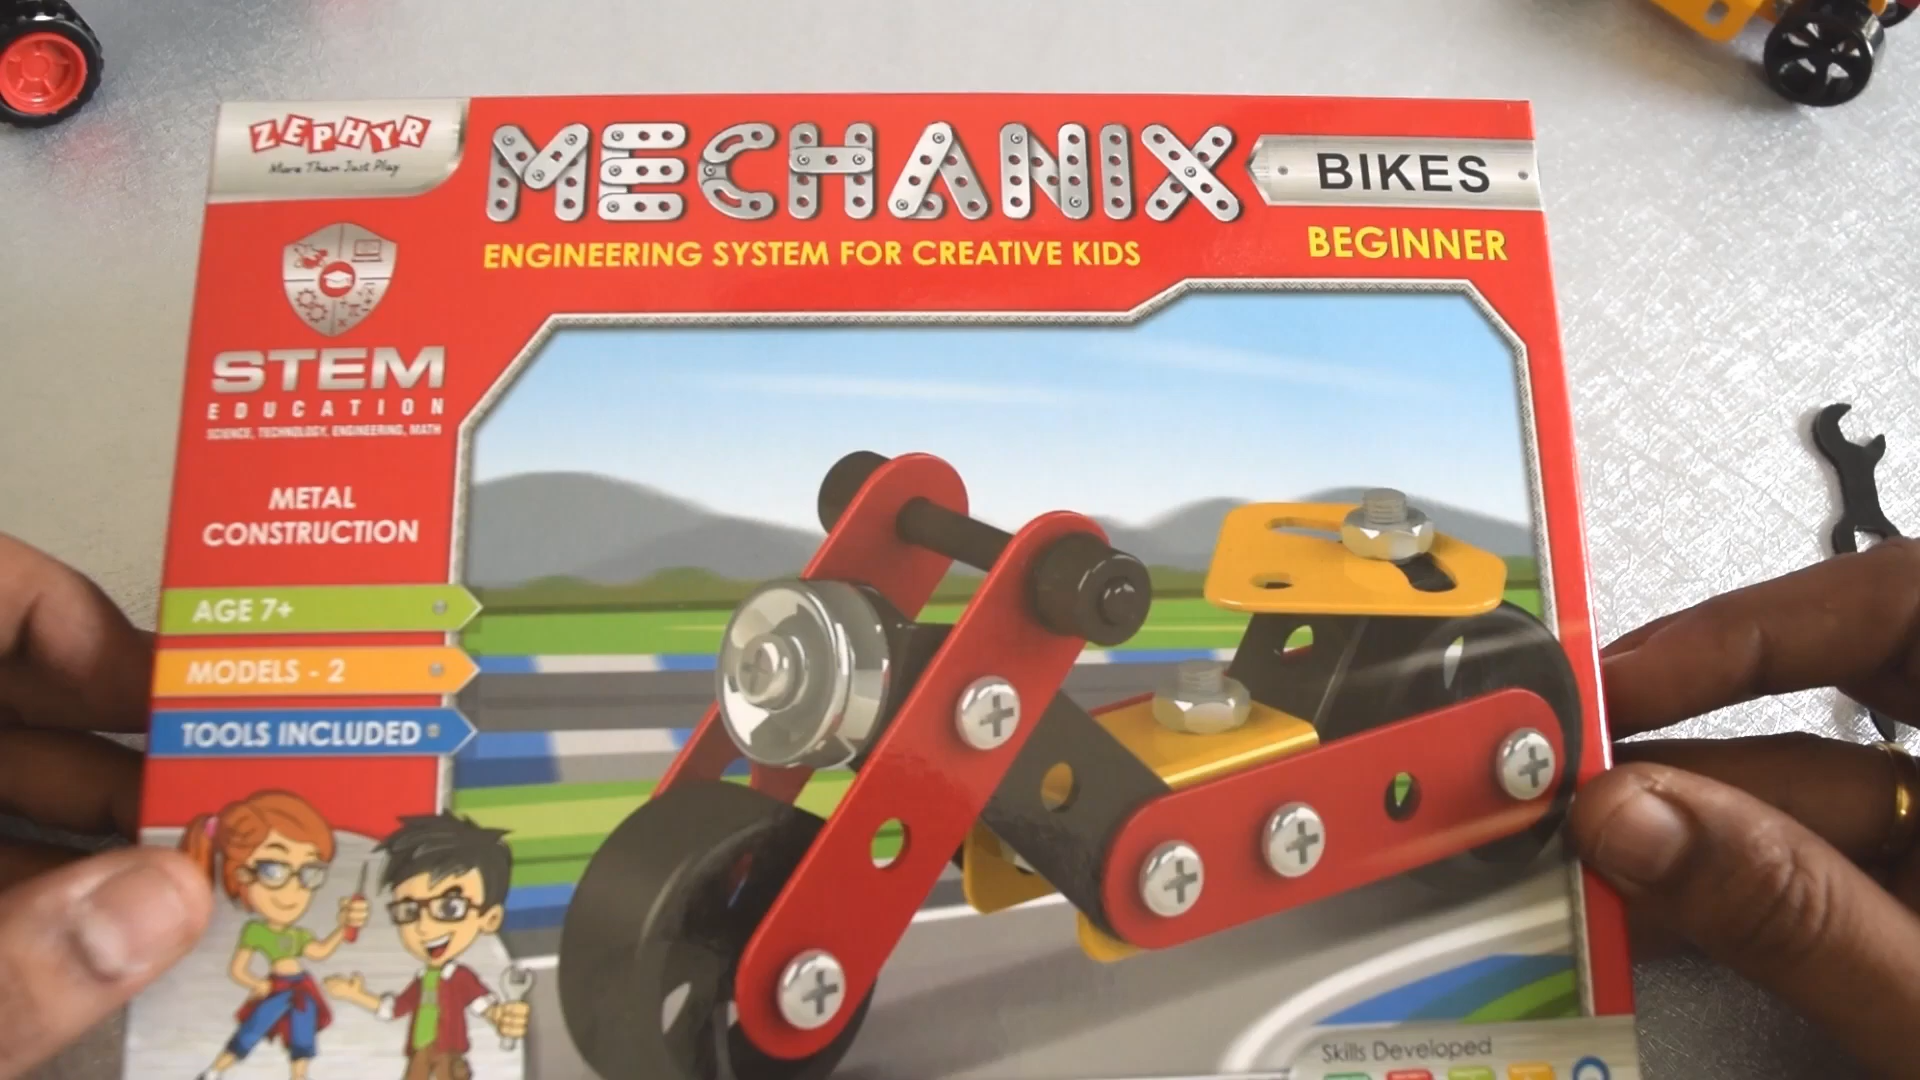 ZEPHYR
More Than Just Play
MECHANIX
BIKES
ENGINEERING SYSTEM FOR CREATIVE KIDS
BEGINNER
STEM
EDUCATION
SCIENCE, TECHNOLOGY, ENGINEERING, MATH
METAL
CONSTRUCTION
AGE 7+
MODELS - 2
TOOLS INCLUDED
Skills Developed